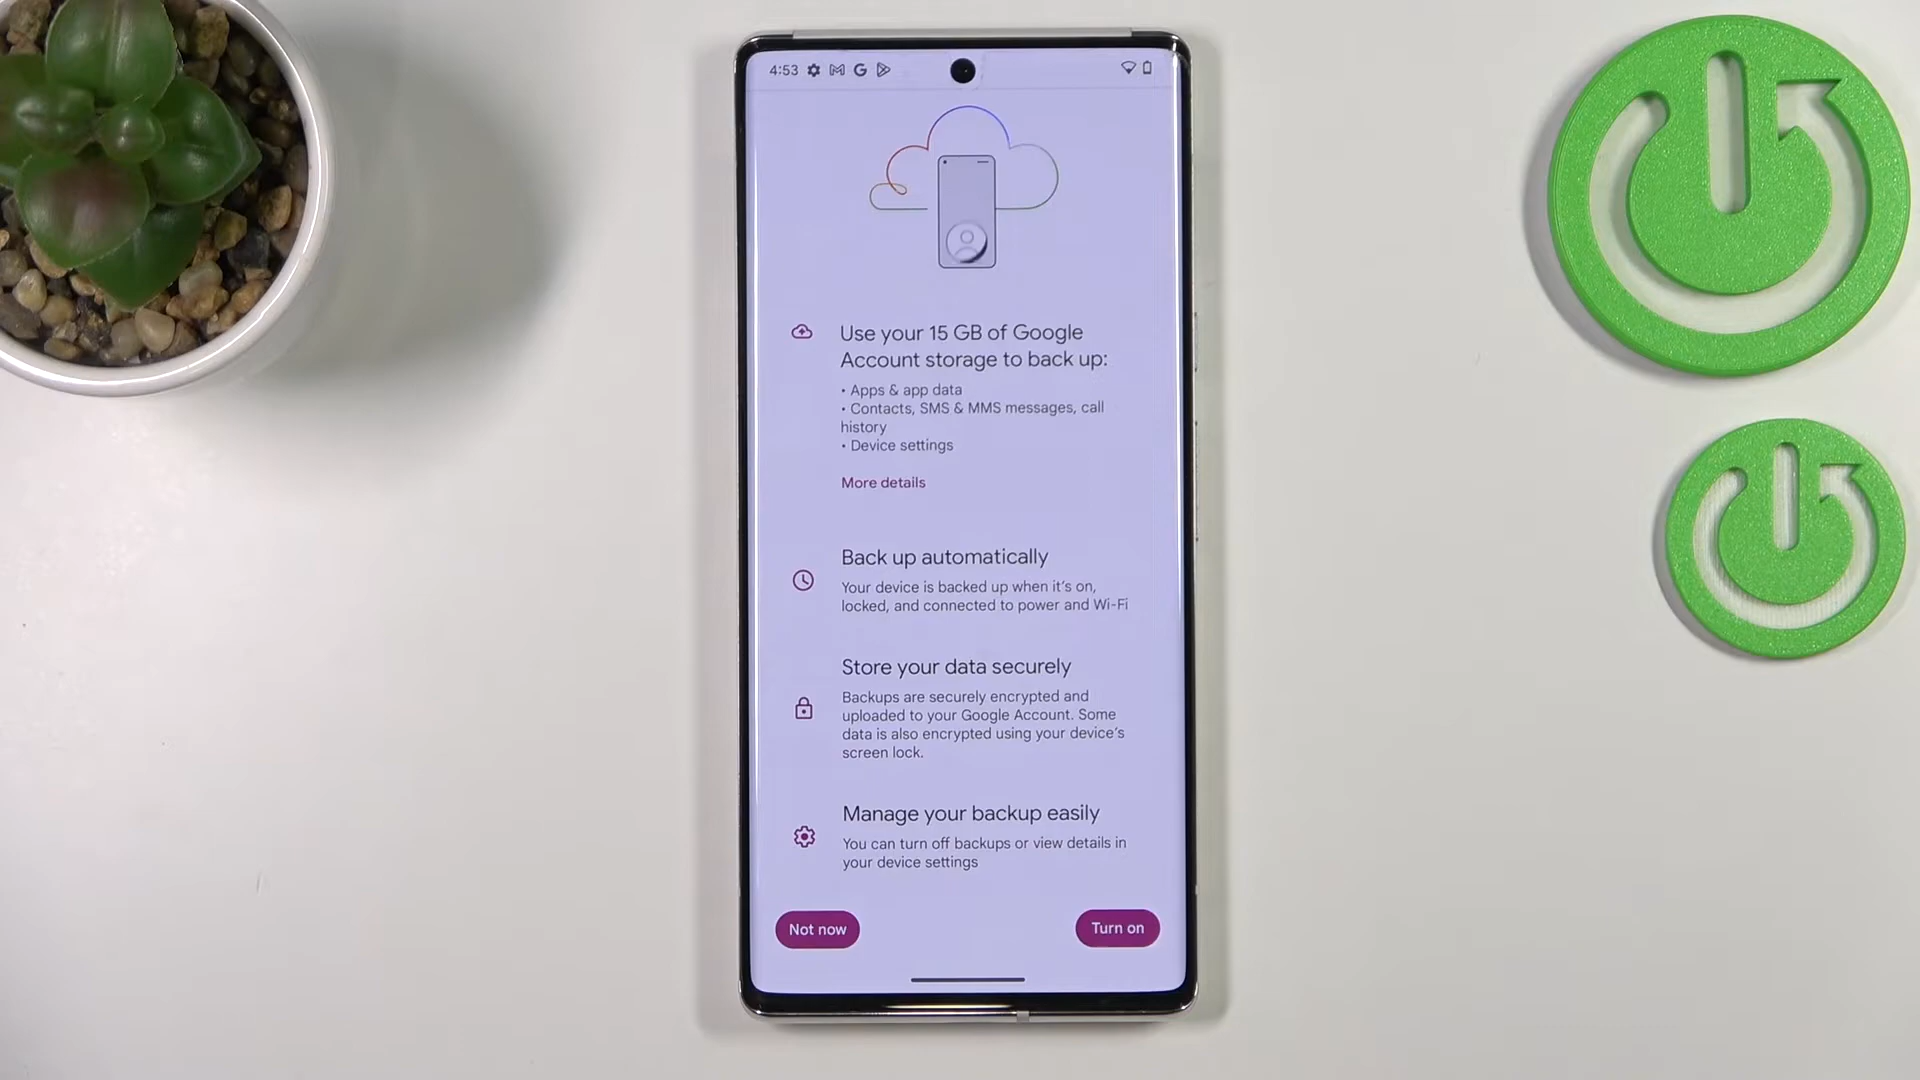 4:53
Use your 15 GB of Google
Account storage to back up:
• Apps & app data
• Contacts, SMS & MMS messages, call
history
• Device settings
More details
Back up automatically
Your device is backed up when it's on,
locked, and connected to power and Wi-Fi
Store your data securely
Backups are securely encrypted and
uploaded to your Google Account. Some
data is also encrypted using your device's
screen lock.
Manage your backup easily
You can turn off backups or view details in
your device settings
Not now
Turn on